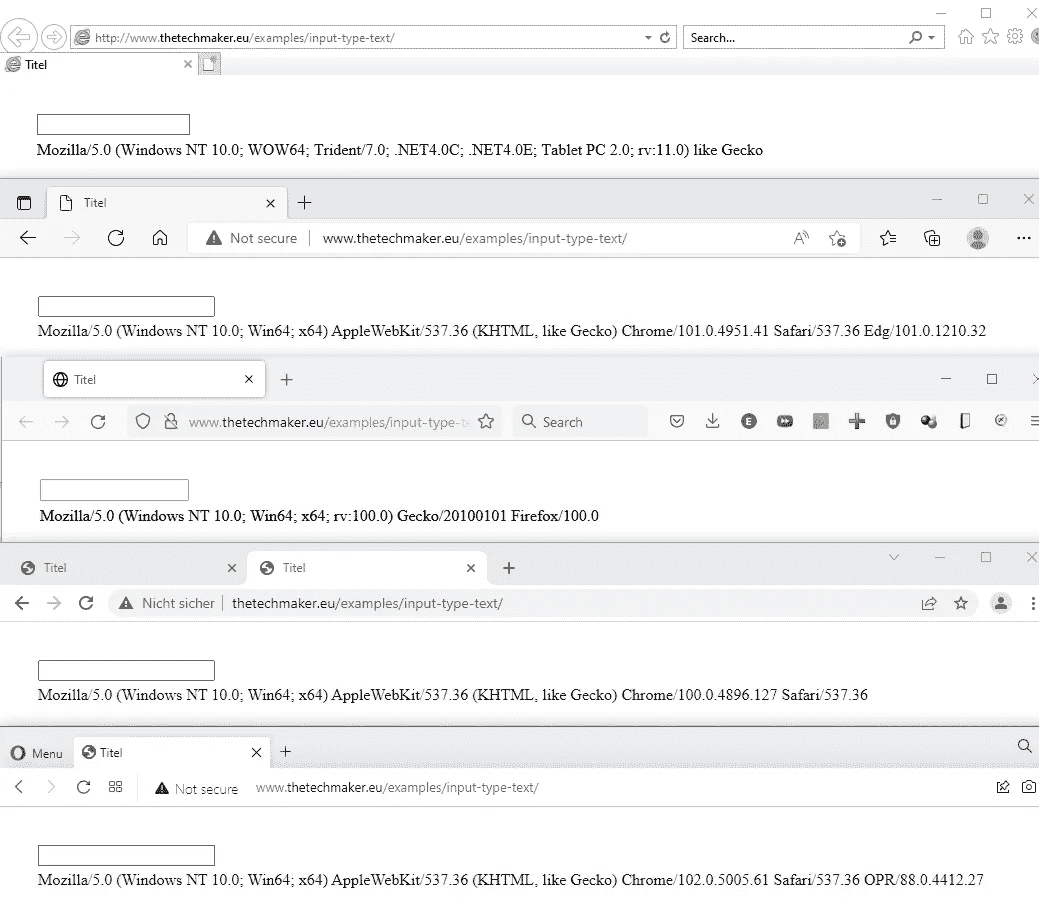 http://www.thetechmaker.eu/examples/input-type-text/ Search...
Titel
Mozilla/5.0 (Windows NT 10.0; WOW64; Trident/7.0; .NET4.0C; .NET4.0E; Tablet PC 2.0; rv:11.0) like Gecko
Titel
Not secure www.thetechmaker.eu/examples/input-type-text/
Mozilla/5.0 (Windows NT 10.0; Win64; x64) AppleWebKit/537.36 (KHTML, like Gecko) Chrome/101.0.4951.41 Safari/537.36 Edg/101.0.1210.32
Titel
www.thetechmaker.eu/examples/input-type-t Search E
Mozilla/5.0 (Windows NT 10.0; Win64; x64; rv:100.0) Gecko/20100101 Firefox/100.0
Titel Titel
Nicht sicher thetechmaker.eu/examples/input-type-text/
Mozilla/5.0 (Windows NT 10.0; Win64; x64) AppleWebKit/537.36 (KHTML, like Gecko) Chrome/100.0.4896.127 Safari/537.36
Menu Titel
Not secure www.thetechmaker.eu/examples/input-type-text/
Mozilla/5.0 (Windows NT 10.0; Win64; x64) AppleWebKit/537.36 (KHTML, like Gecko) Chrome/102.0.5005.61 Safari/537.36 OPR/88.0.4412.27